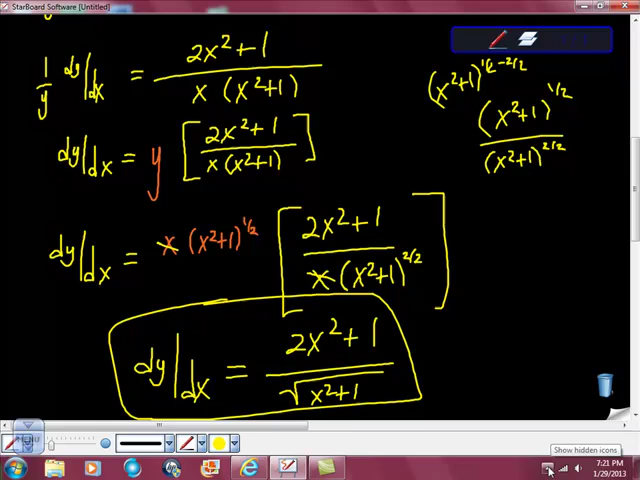 StarBoard Software [Untitled]
1/y dy/dx = 2x²+1 / x (x²+1)
(x²+1)^(1/2 - 2/2)
(x²+1)^(1/2) / (x²+1)^(2/2)
dy/dx = y [ 2x²+1 / x(x²+1) ]
dy/dx = x (x²+1)^(1/2) [ 2x²+1 / x (x²+1)^(2/2) ]
dy/dx = 2x²+1 / √(x²+1)
MENU
Show hidden icons
7:21 PM
1/29/2013